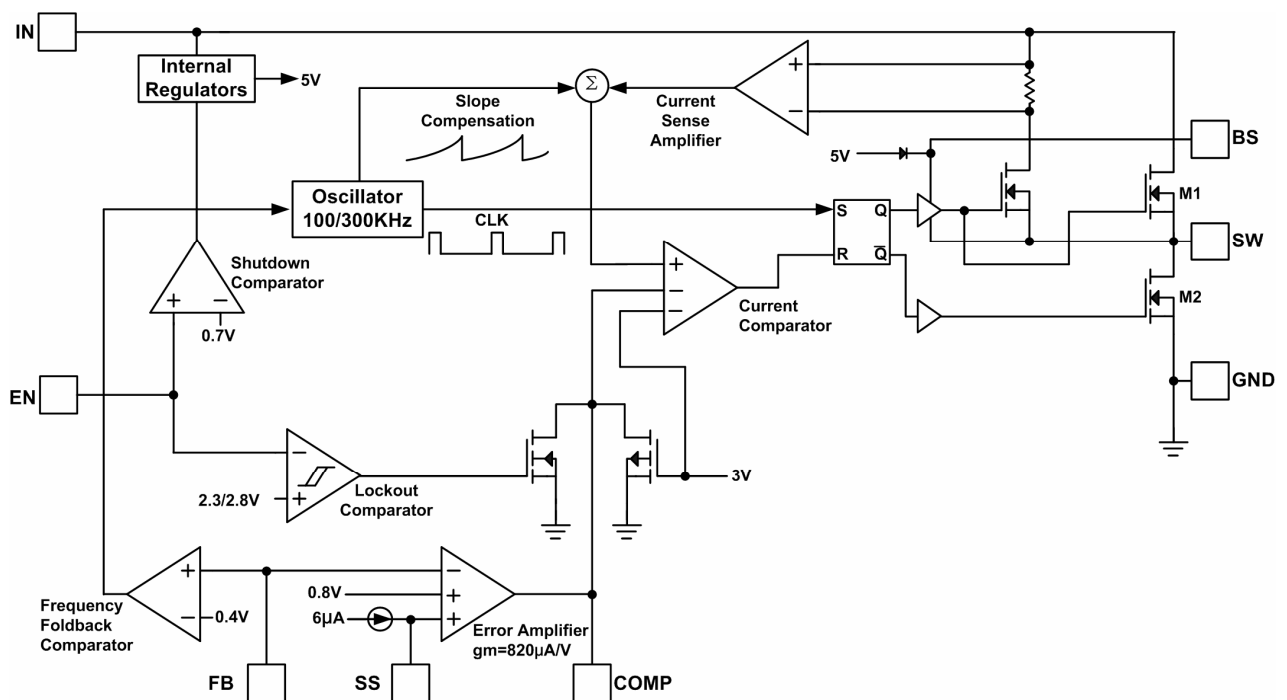 IN
Internal
Regulators
5V
Slope
Compensation
Σ
Current
Sense
Amplifier
+
−
5V
BS
Oscillator
100/300KHz
CLK
S Q
R Q̅
M1
SW
Shutdown
Comparator
+ −
0.7V
+
−
−
Current
Comparator
M2
EN
GND
−
+
2.3/2.8V
Lockout
Comparator
3V
Frequency
Foldback
Comparator
+
−
0.4V
0.8V
6µA
−
+
+
Error Amplifier
gm=820µA/V
FB
SS
COMP